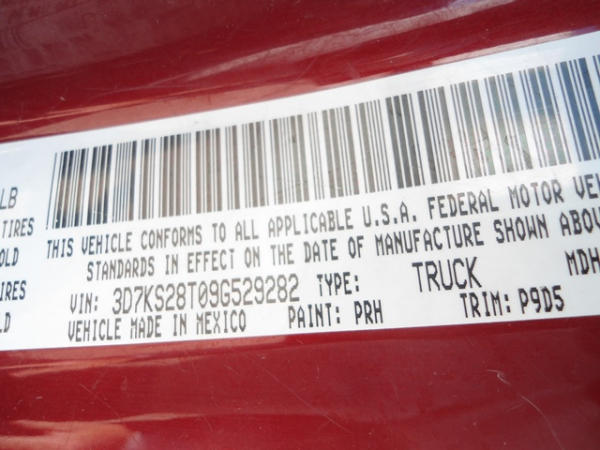 LB
TIRES
OLD
IRES
LD
THIS VEHICLE CONFORMS TO ALL APPLICABLE U.S.A. FEDERAL MOTOR VE
STANDARDS IN EFFECT ON THE DATE OF MANUFACTURE SHOWN ABOV
VIN: 3D7KS28T09G529282 TYPE: TRUCK MDH
VEHICLE MADE IN MEXICO PAINT: PRH TRIM: P9D5